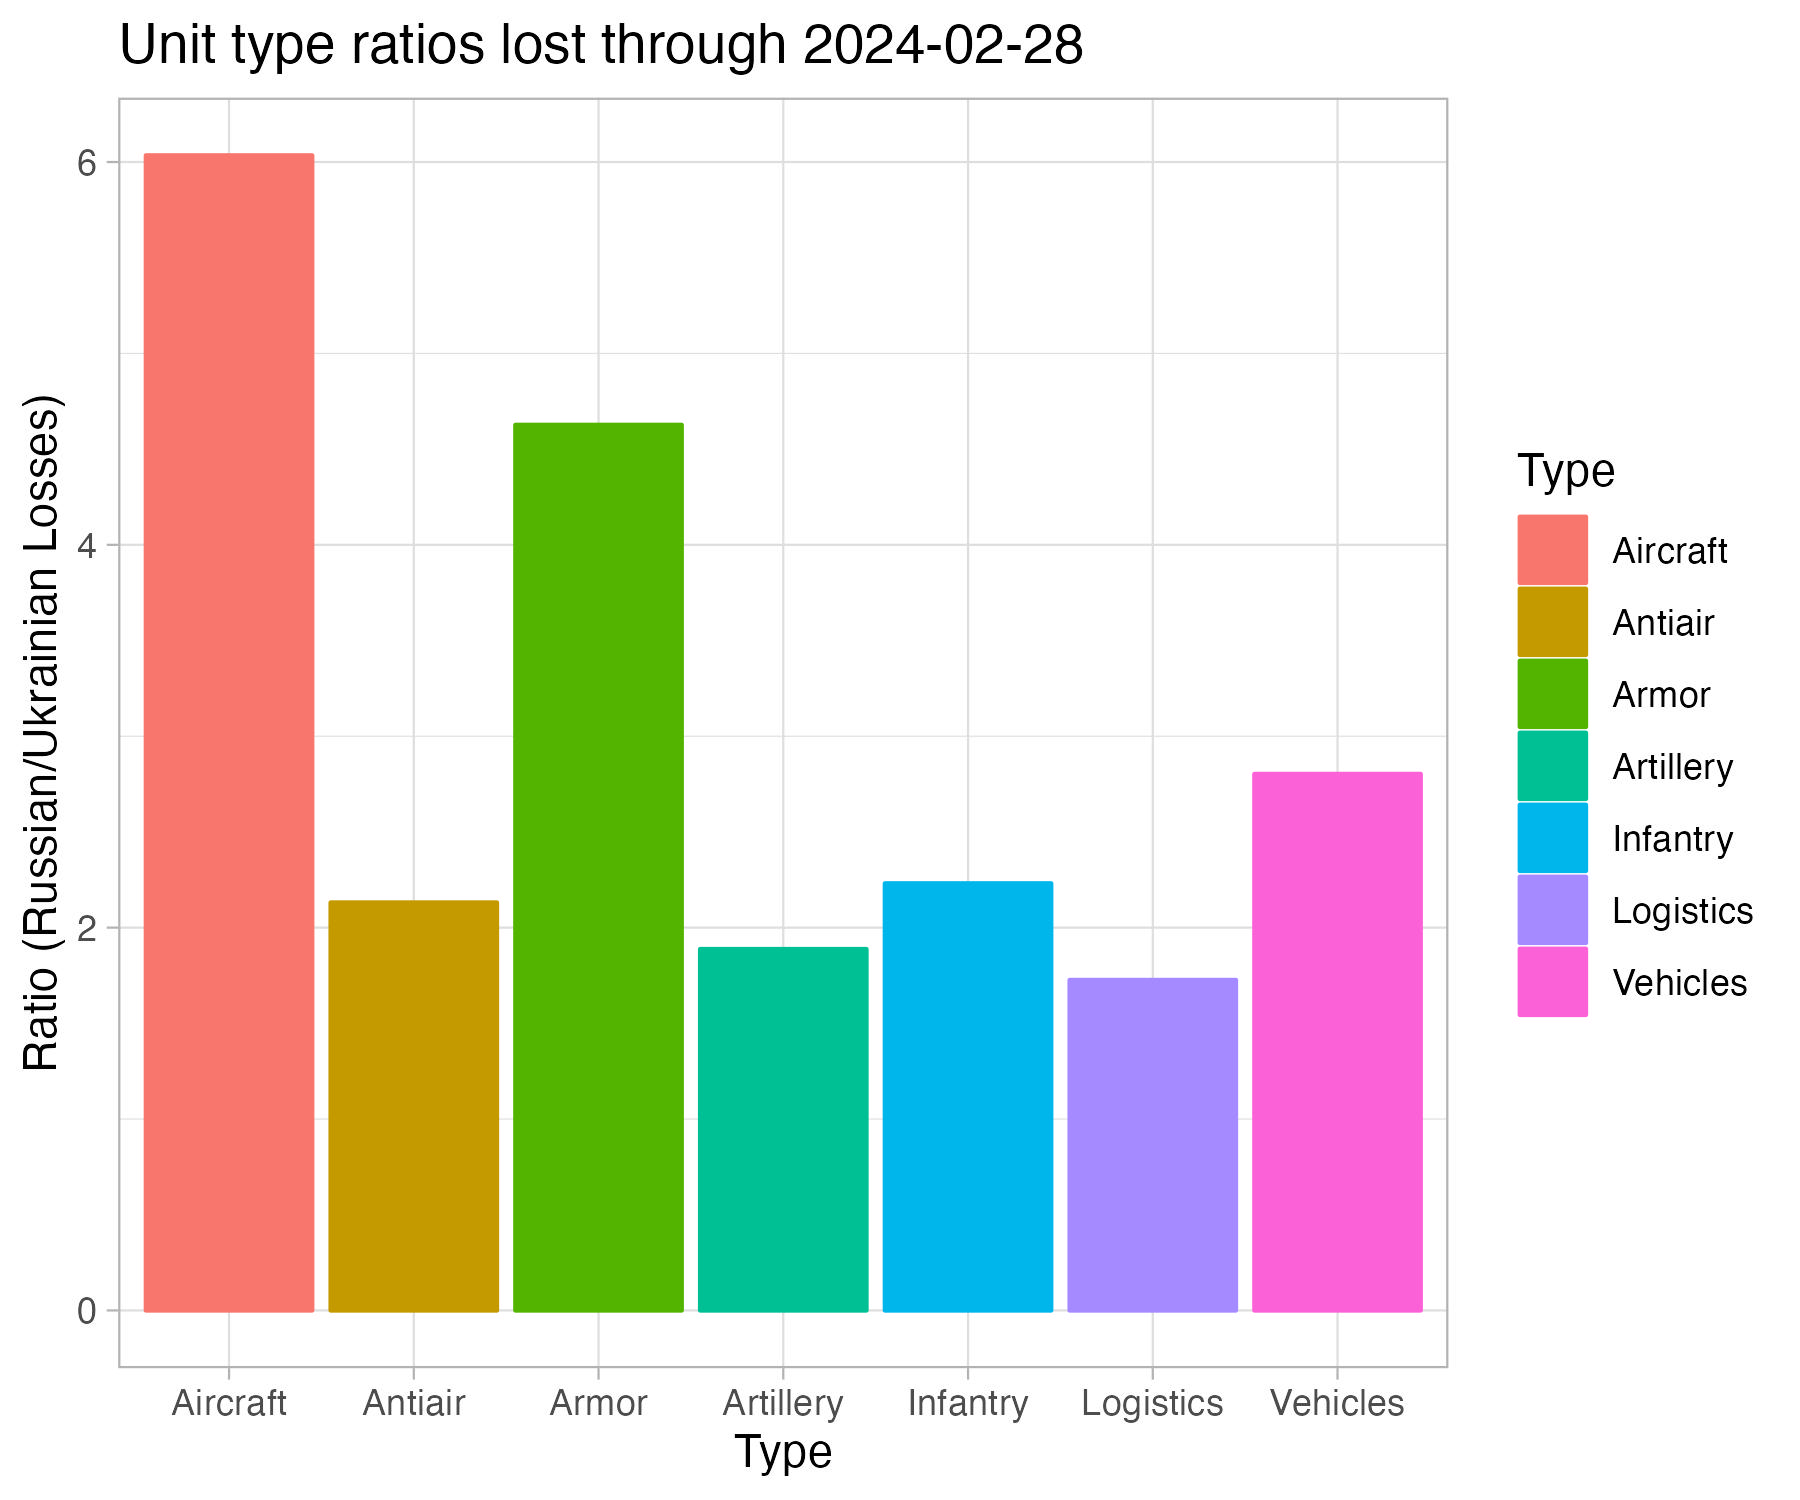 Unit type ratios lost through 2024-02-28
Ratio (Russian/Ukrainian Losses)
6
4
2
0
Aircraft
Antiair
Armor
Artillery
Infantry
Logistics
Vehicles
Type
Type
Aircraft
Antiair
Armor
Artillery
Infantry
Logistics
Vehicles